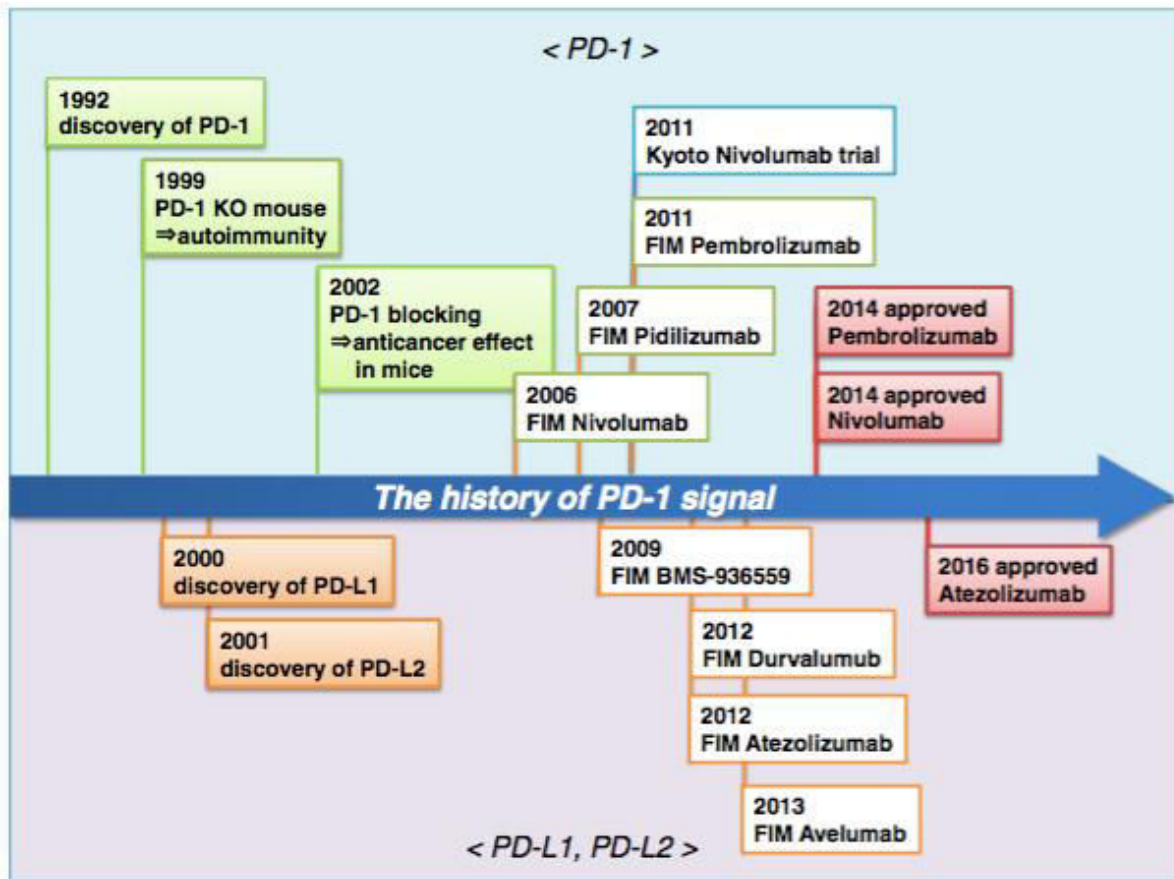 < PD-1 >
1992
discovery of PD-1
1999
PD-1 KO mouse
⇒autoimmunity
2002
PD-1 blocking
⇒anticancer effect
in mice
2006
FIM Nivolumab
2007
FIM Pidilizumab
2011
Kyoto Nivolumab trial
2011
FIM Pembrolizumab
2014 approved
Pembrolizumab
2014 approved
Nivolumab
The history of PD-1 signal
2000
discovery of PD-L1
2001
discovery of PD-L2
2009
FIM BMS-936559
2012
FIM Durvalumub
2012
FIM Atezolizumab
2013
FIM Avelumab
2016 approved
Atezolizumab
< PD-L1, PD-L2 >